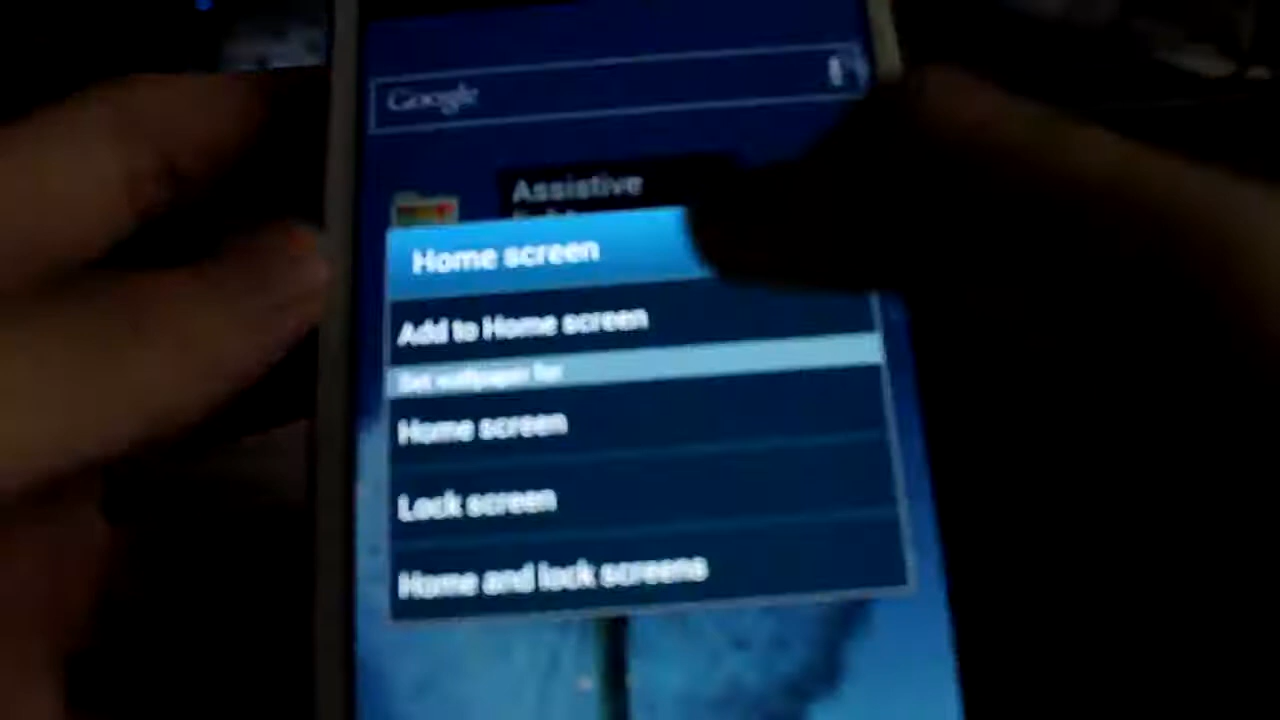 Google
Assistive
Home screen
Add to Home screen
Set wallpaper for
Home screen
Lock screen
Home and lock screens